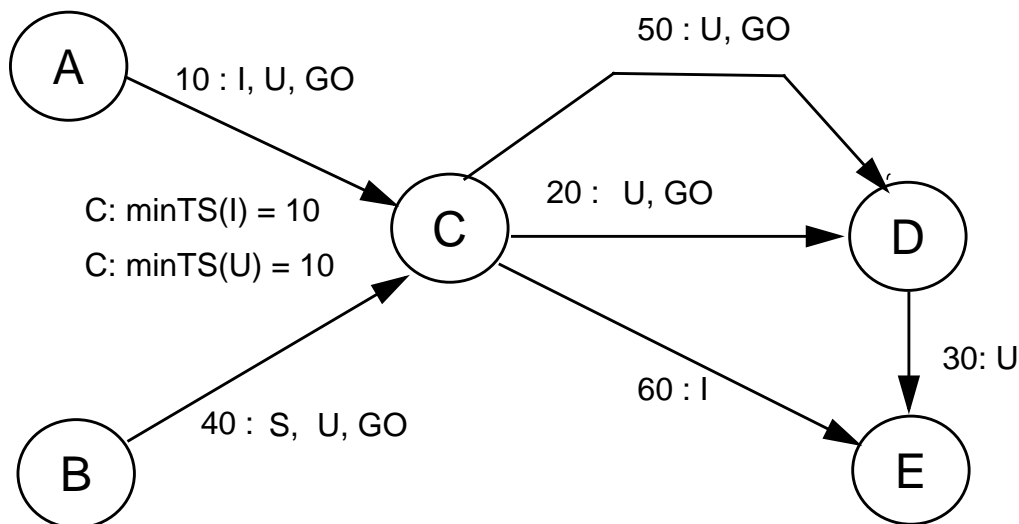 50 : U, GO
A
10 : I, U, GO
C: minTS(I) = 10
C
20 :  U, GO
D
C: minTS(U) = 10
30: U
60 : I
40 : S, U, GO
B
E